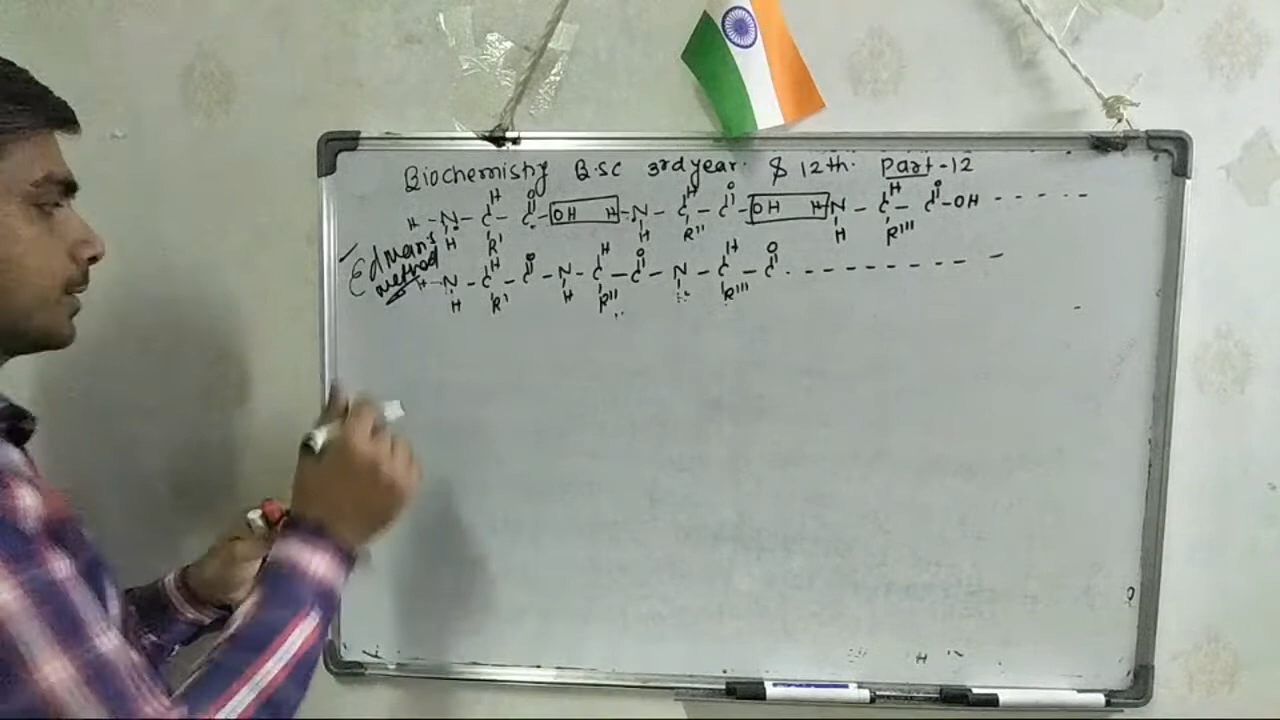 Biochemistry B.sc 3rd year. $ 12th. Part-12
H H O H O H O
H - N - C - C - OH H - N - C - C - OH H N - C - C - OH - - - - -
H R' H R'' H R'''
Edman's method
H O H O H O
H - N - C - C - N - C - C - N - C - C - - - - - - - - -
H R' H R'' H R'''